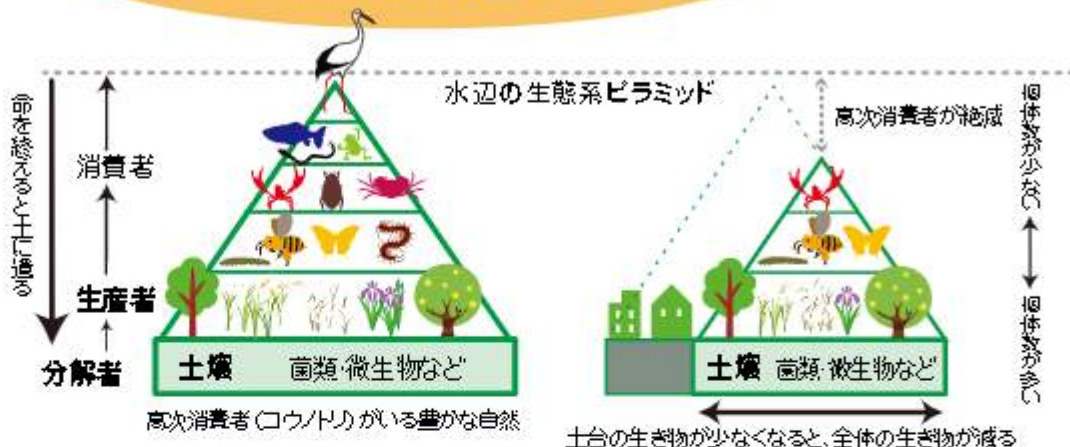 水辺の生態系ピラミッド
命を終えると土に還る
消費者
生産者
分解者
土壌 菌類・微生物など
高次消費者(コウノトリ)がいる豊かな自然
高次消費者が絶滅
個体数が少ない
個体数が多い
土壌 菌類・微生物など
土台の生き物が少なくなると、全体の生き物が減る